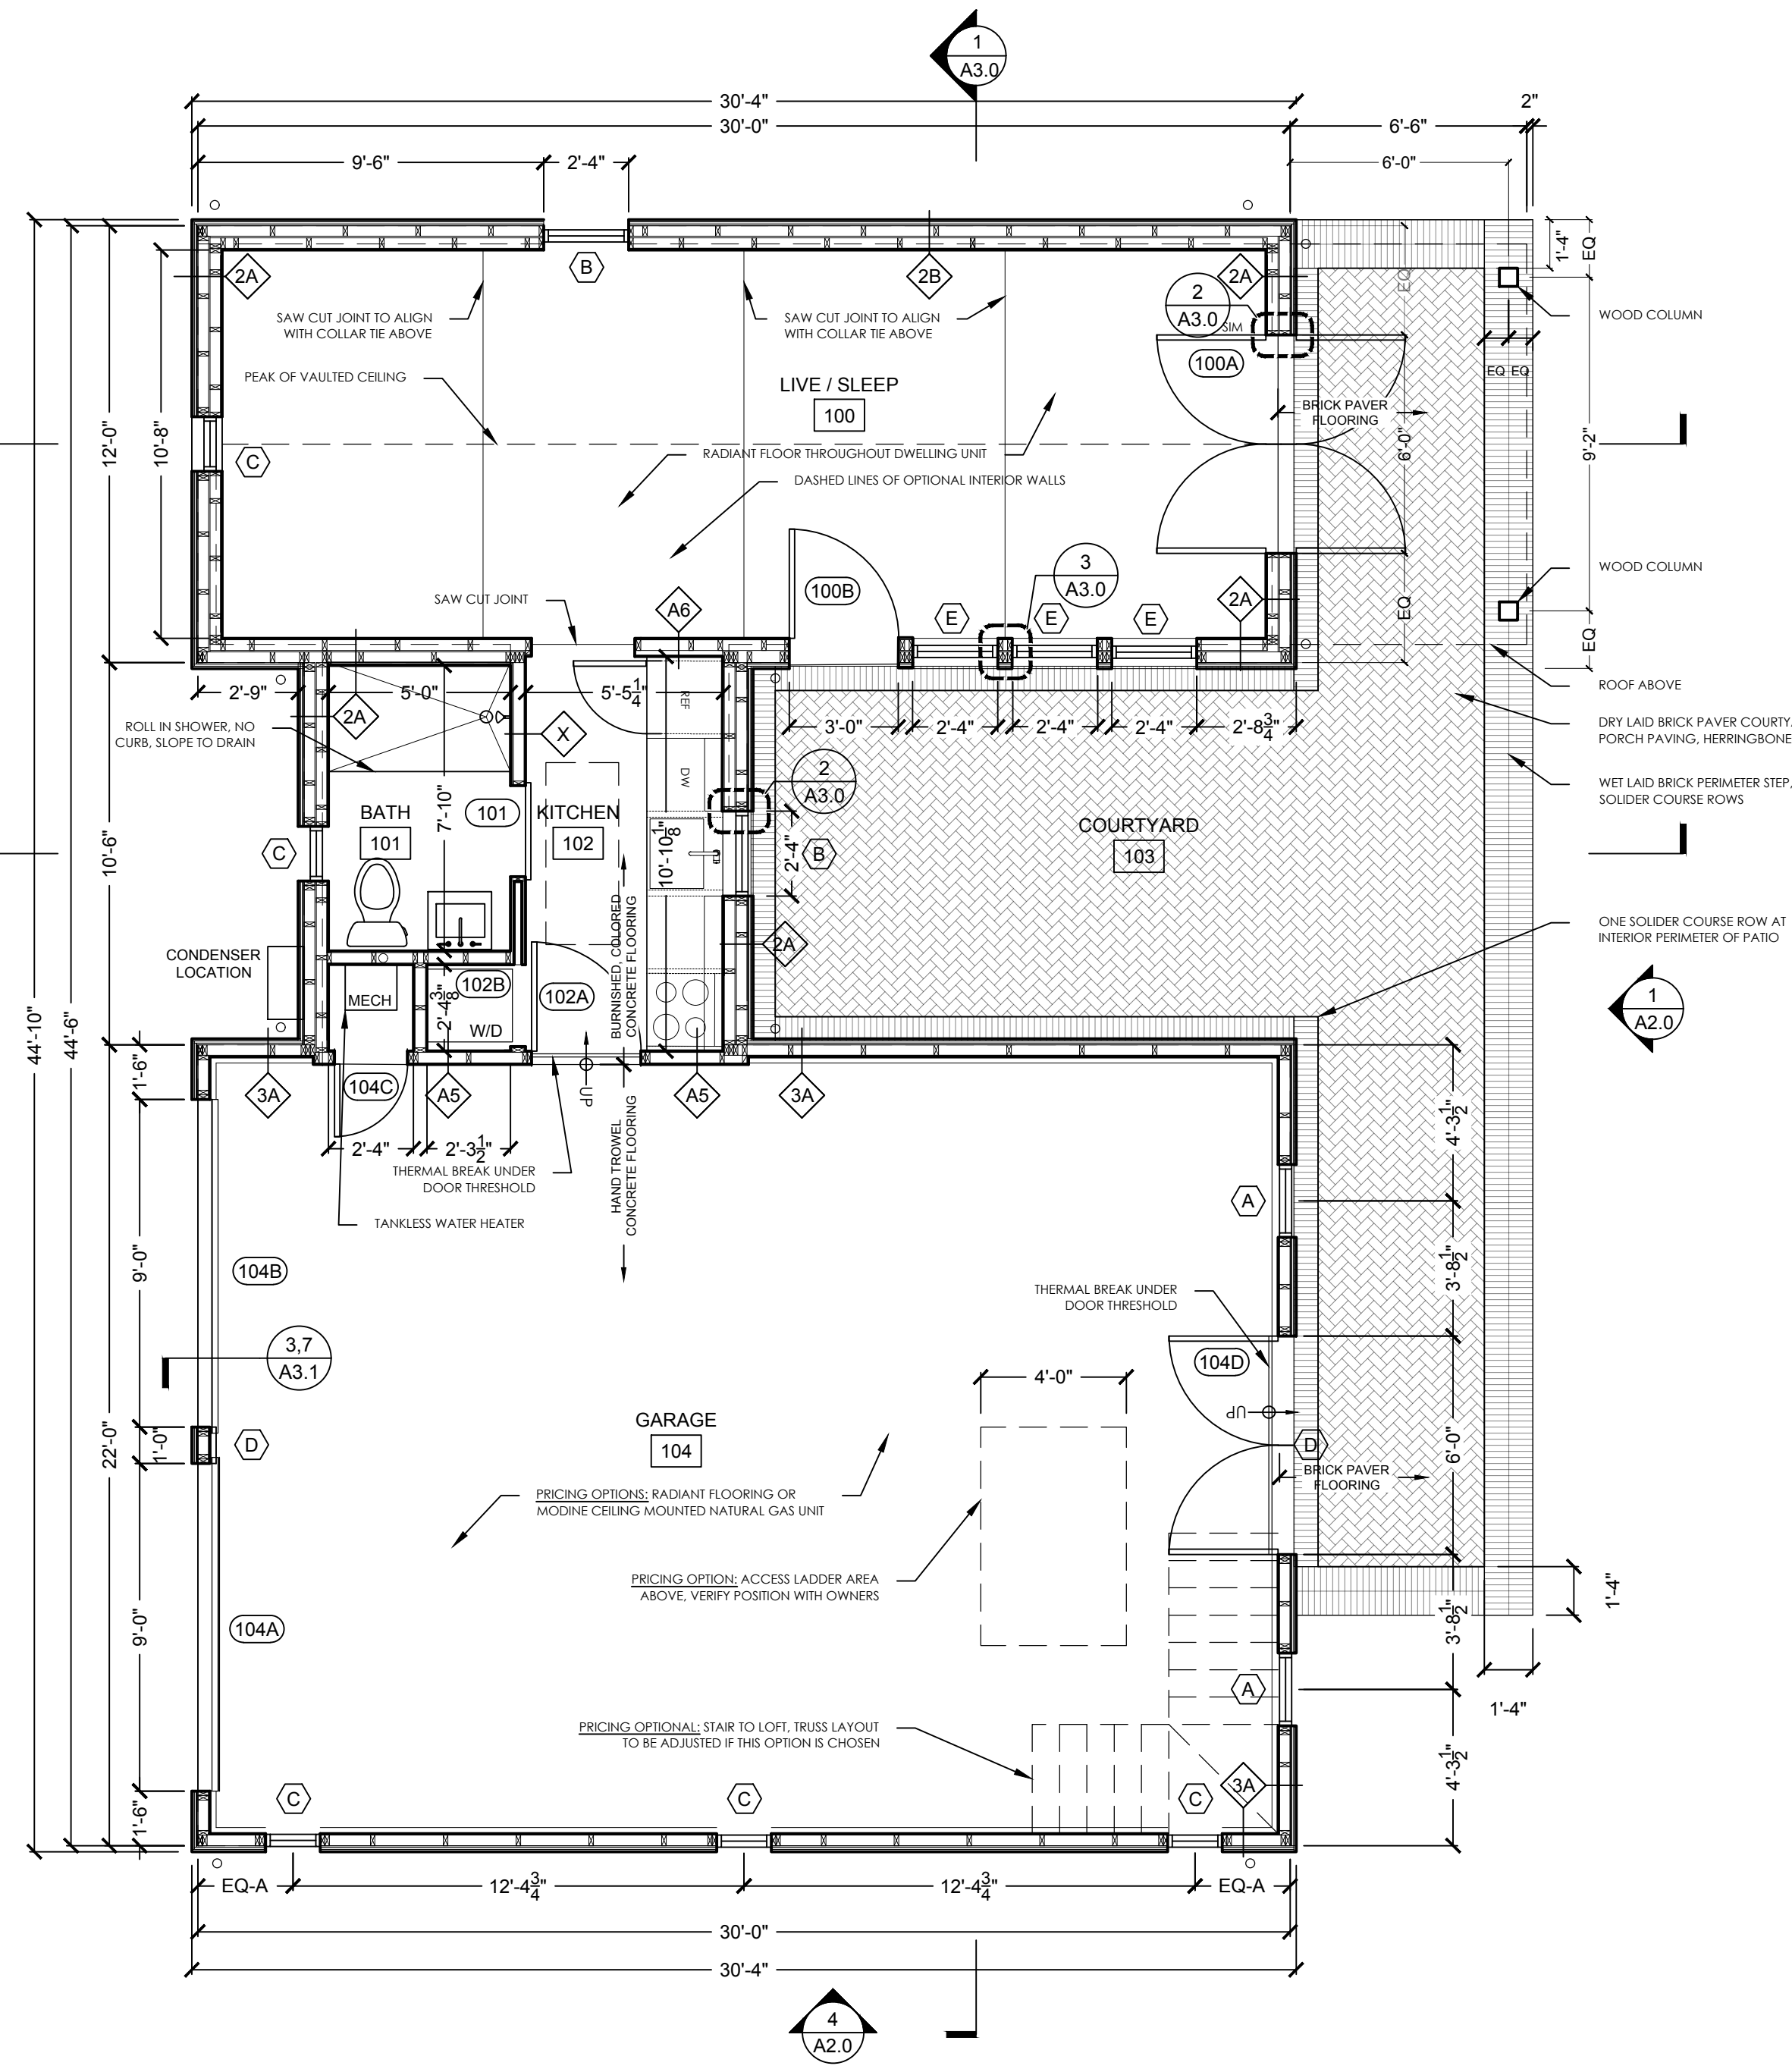 1
A3.0
30'-4"
2"
30'-0"
6'-6"
9'-6"
2'-4"
6'-0"
B
2A
2B
2A
2
A3.0
SIM
1'-4"
EQ
EQ
SAW CUT JOINT TO ALIGN
WITH COLLAR TIE ABOVE
SAW CUT JOINT TO ALIGN
WITH COLLAR TIE ABOVE
WOOD COLUMN
100A
PEAK OF VAULTED CEILING
LIVE / SLEEP
100
EQ EQ
BRICK PAVER
FLOORING
12'-0"
10'-8"
C
6'-0"
9'-2"
RADIANT FLOOR THROUGHOUT DWELLING UNIT
DASHED LINES OF OPTIONAL INTERIOR WALLS
WOOD COLUMN
3
A3.0
100B
SAW CUT JOINT
A6
E
E
E
2A
EQ
EQ
ROOF ABOVE
2'-9"
5'-0"
5'-5 1/4"
REF
2A
X
3'-0"
2'-4"
2'-4"
2'-4"
2'-8 3/4"
ROLL IN SHOWER, NO
CURB, SLOPE TO DRAIN
DRY LAID BRICK PAVER COURTY
PORCH PAVING, HERRINGBONE
DW
2
A3.0
WET LAID BRICK PERIMETER STEP,
SOLIDER COURSE ROWS
BATH
101
7'-10"
101
KITCHEN
102
10'-10 1/8"
2'-4"
B
COURTYARD
103
C
10'-6"
BURNISHED, COLORED
CONCRETE FLOORING
2A
ONE SOLIDER COURSE ROW AT
INTERIOR PERIMETER OF PATIO
CONDENSER
LOCATION
MECH
102B
2'-4 3/8"
W/D
102A
1
A2.0
44'-10"
44'-6"
1'-6"
3A
104C
A5
UP
A5
3A
2'-4"
2'-3 1/2"
HAND TROWEL
CONCRETE FLOORING
4'-3 1/2"
THERMAL BREAK UNDER
DOOR THRESHOLD
TANKLESS WATER HEATER
A
9'-0"
104B
3'-8 1/2"
THERMAL BREAK UNDER
DOOR THRESHOLD
3,7
A3.1
104D
4'-0"
UP
GARAGE
104
22'-0"
1'-0"
D
D
6'-0"
BRICK PAVER
FLOORING
PRICING OPTIONS: RADIANT FLOORING OR
MODINE CEILING MOUNTED NATURAL GAS UNIT
PRICING OPTION: ACCESS LADDER AREA
ABOVE, VERIFY POSITION WITH OWNERS
1'-4"
9'-0"
104A
3'-8 1/2"
A
1'-4"
PRICING OPTIONAL: STAIR TO LOFT, TRUSS LAYOUT
TO BE ADJUSTED IF THIS OPTION IS CHOSEN
4'-3 1/2"
1'-6"
C
C
C
3A
EQ-A
12'-4 3/4"
12'-4 3/4"
EQ-A
30'-0"
30'-4"
4
A2.0